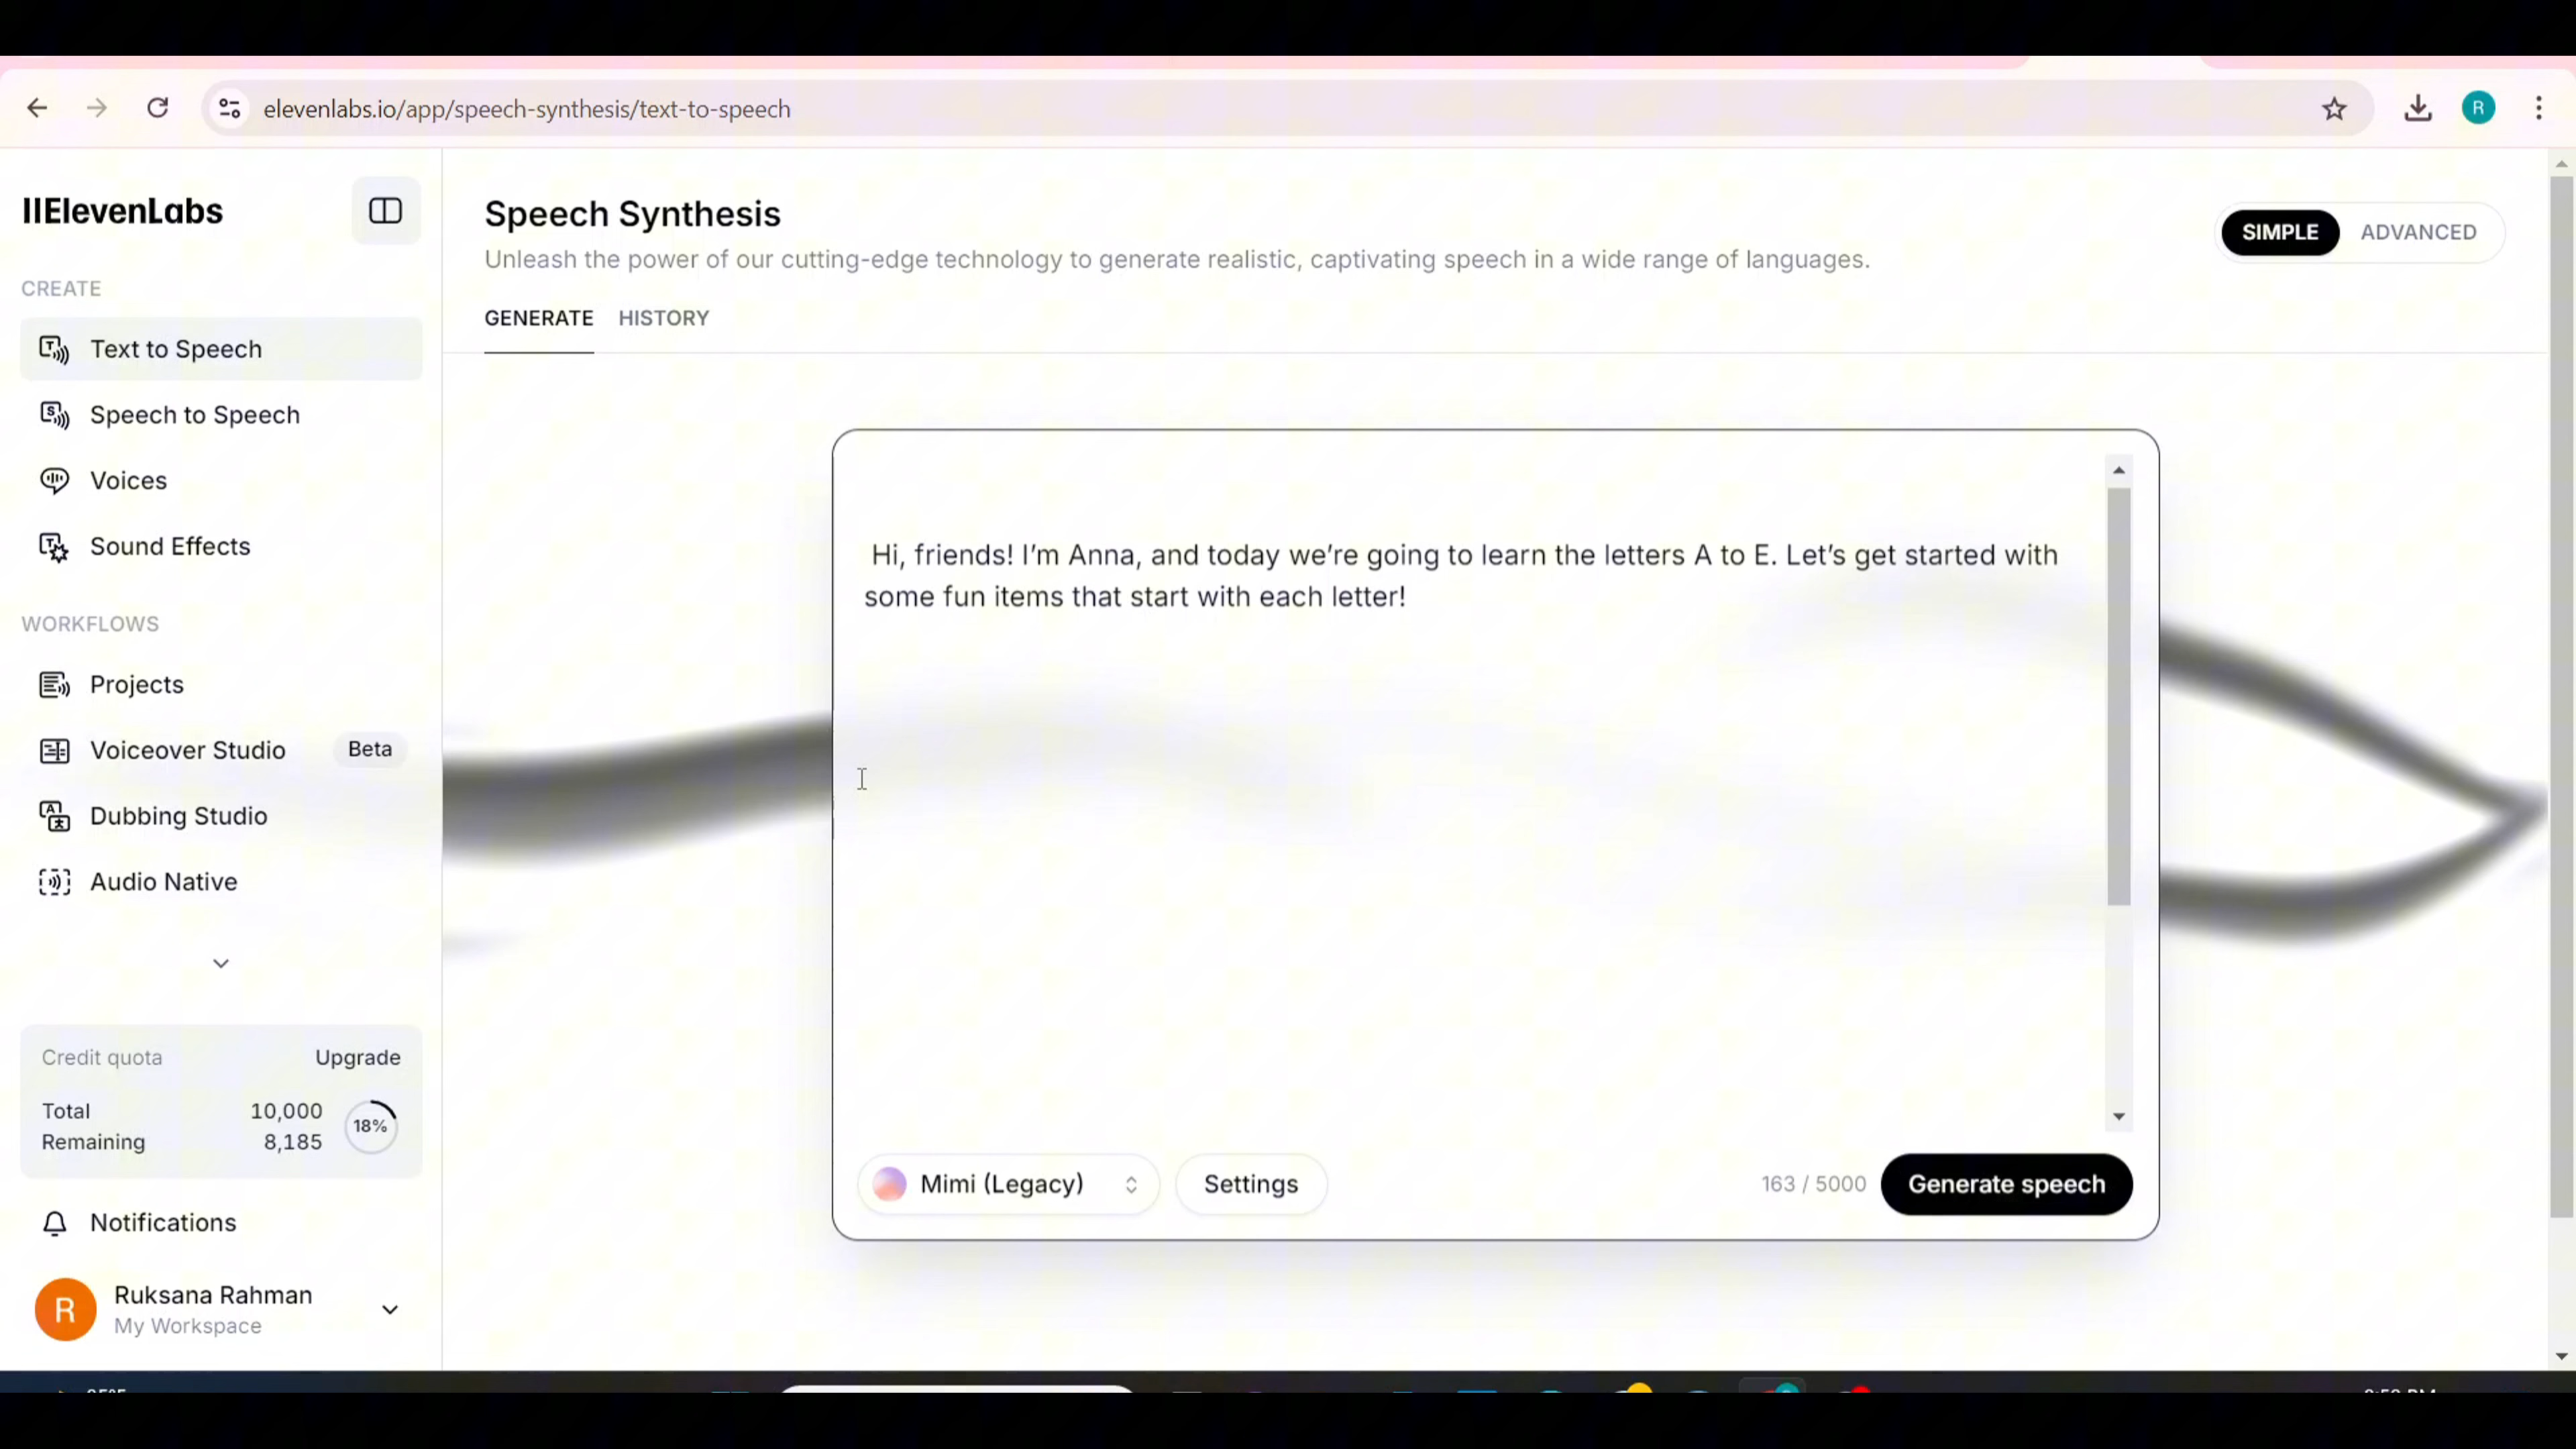 elevenlabs.io/app/speech-synthesis/text-to-speech
R
IIElevenLabs
CREATE
Text to Speech
Speech to Speech
Voices
Sound Effects
WORKFLOWS
Projects
Voiceover Studio Beta
Dubbing Studio
Audio Native
Credit quota Upgrade
Total 10,000
Remaining 8,185
18%
Notifications
R
Ruksana Rahman
My Workspace
Speech Synthesis
Unleash the power of our cutting-edge technology to generate realistic, captivating speech in a wide range of languages.
SIMPLE ADVANCED
GENERATE HISTORY
Hi, friends! I’m Anna, and today we’re going to learn the letters A to E. Let’s get started with
some fun items that start with each letter!
Mimi (Legacy) Settings 163 / 5000 Generate speech